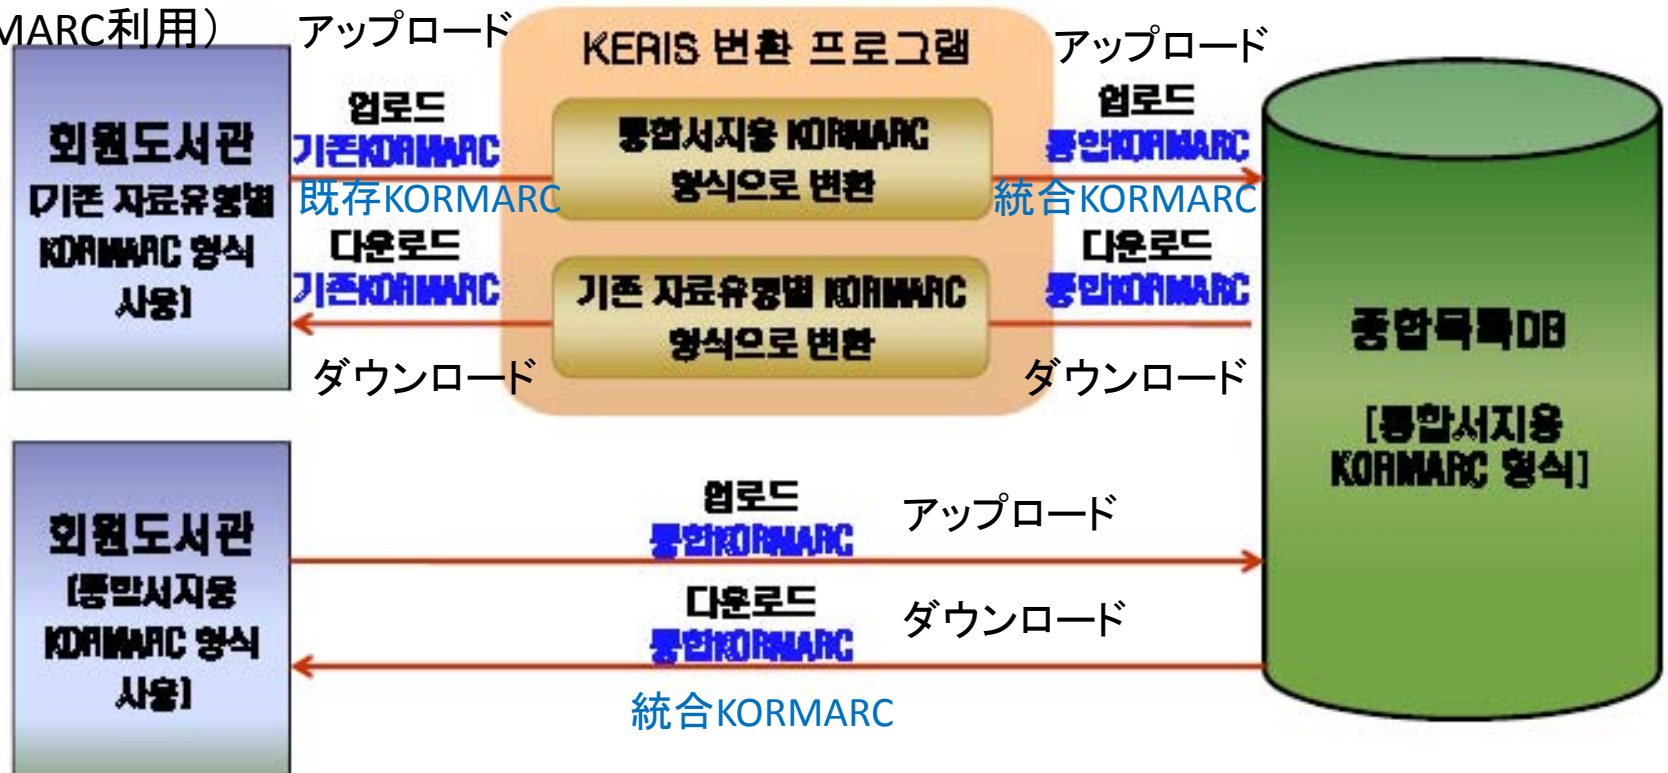 MARC利用）
アップロード
KERIS 변환 프로그램
アップロード
회원도서관
[기존 자료유형별
KORMARC 형식
사용]
업로드
기존KORMARC
既存KORMARC
다운로드
기존KORMARC
ダウンロード
통합서지용 KORMARC
형식으로 변환
기존 자료유형별 KORMARC
형식으로 변환
업로드
통합KORMARC
統合KORMARC
다운로드
통합KORMARC
ダウンロード
종합목록DB
[통합서지용
KORMARC 형식]
회원도서관
[통합서지용
KORMARC 형식
사용]
업로드
アップロード
통합KORMARC
다운로드
ダウンロード
통합KORMARC
統合KORMARC